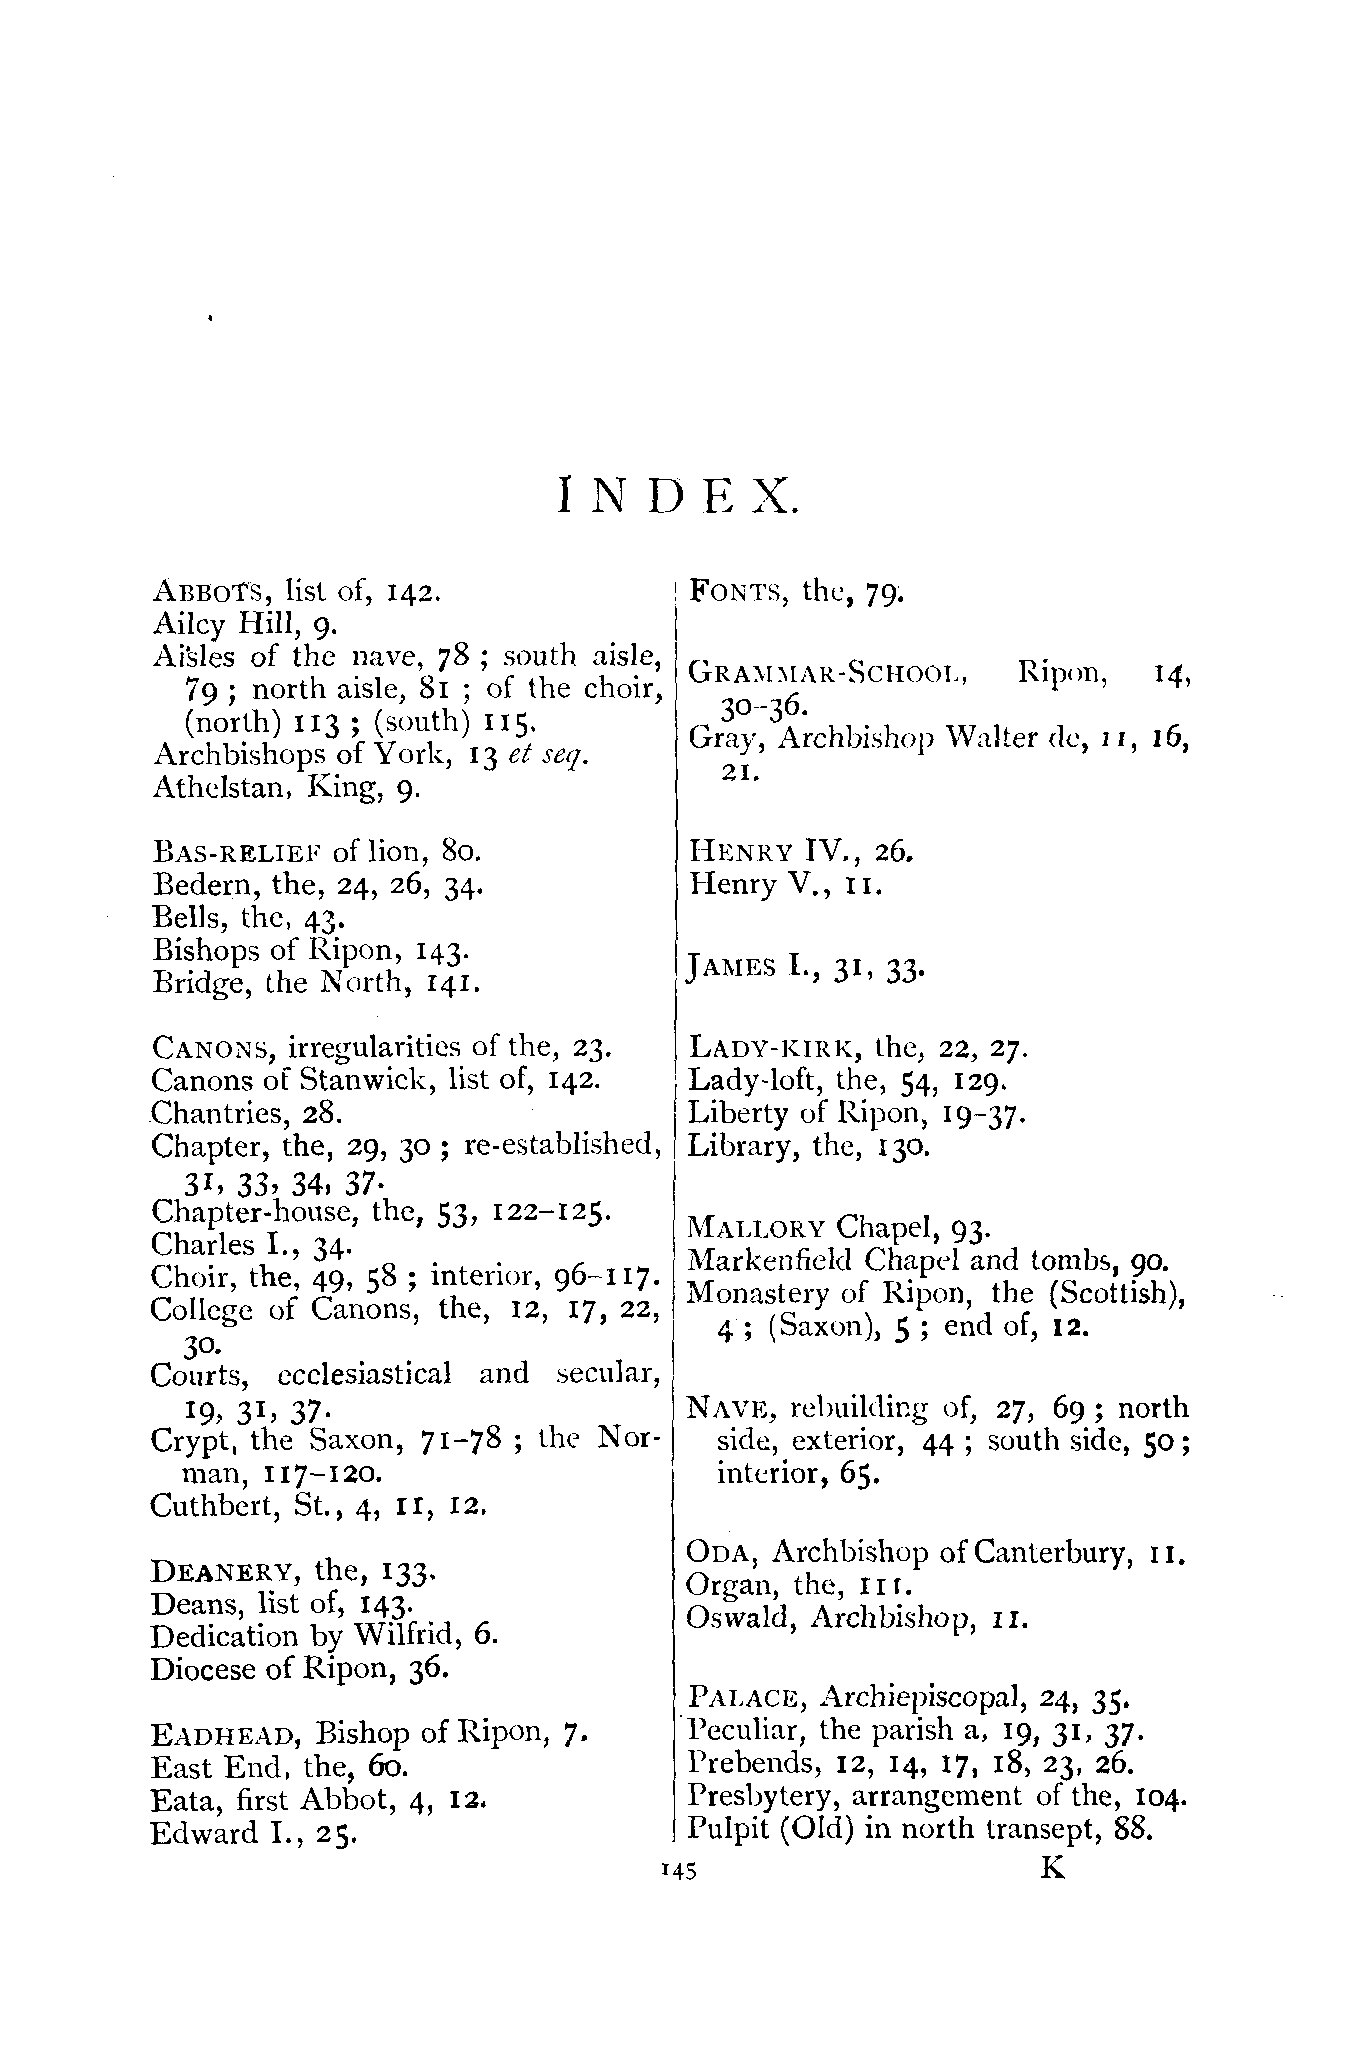 INDEX.
ABBOTS, list of, 142.
Ailcy Hill, 9.
Aisles of the nave, 78 ; south aisle,
79 ; north aisle, 81 ; of the choir,
(north) 113 ; (south) 115.
Archbishops of York, 13 et seq.
Athelstan, King, 9.
BAS-RELIEF of lion, 80.
Bedern, the, 24, 26, 34.
Bells, the, 43.
Bishops of Ripon, 143.
Bridge, the North, 141.
CANONS, irregularities of the, 23.
Canons of Stanwick, list of, 142.
Chantries, 28.
Chapter, the, 29, 30 ; re-established,
31, 33, 34, 37.
Chapter-house, the, 53, 122–125.
Charles I., 34.
Choir, the, 49, 58 ; interior, 96–117.
College of Canons, the, 12, 17, 22,
30.
Courts, ecclesiastical and secular,
19, 31, 37.
Crypt, the Saxon, 71–78 ; the Nor-
man, 117–120.
Cuthbert, St., 4, 11, 12.
DEANERY, the, 133.
Deans, list of, 143.
Dedication by Wilfrid, 6.
Diocese of Ripon, 36.
EADHEAD, Bishop of Ripon, 7.
East End, the, 60.
Eata, first Abbot, 4, 12.
Edward I., 25.
FONTS, the, 79.
GRAMMAR-SCHOOL, Ripon, 14,
30–36.
Gray, Archbishop Walter de, 11, 16,
21.
HENRY IV., 26.
Henry V., 11.
JAMES I., 31, 33.
LADY-KIRK, the, 22, 27.
Lady-loft, the, 54, 129.
Liberty of Ripon, 19–37.
Library, the, 130.
MALLORY Chapel, 93.
Markenfield Chapel and tombs, 90.
Monastery of Ripon, the (Scottish),
4 ; (Saxon), 5 ; end of, 12.
NAVE, rebuilding of, 27, 69 ; north
side, exterior, 44 ; south side, 50 ;
interior, 65.
ODA, Archbishop of Canterbury, 11.
Organ, the, 111.
Oswald, Archbishop, 11.
PALACE, Archiepiscopal, 24, 35.
Peculiar, the parish a, 19, 31, 37.
Prebends, 12, 14, 17, 18, 23, 26.
Presbytery, arrangement of the, 104.
Pulpit (Old) in north transept, 88.
145 K